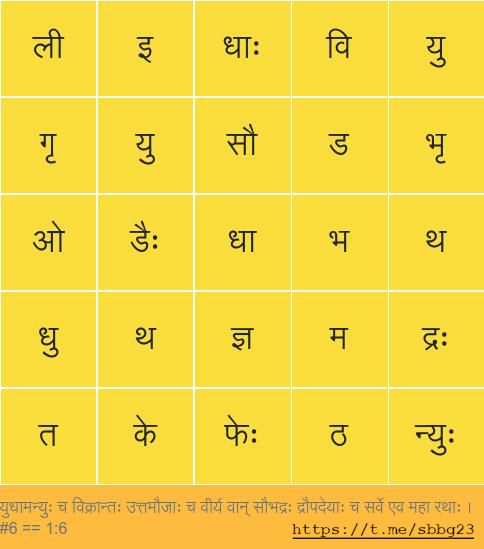 ली इ धाः वि यु
गृ यु सौ ड भृ
ओ डैः धा भ थ
धु थ ज्ञ म द्रः
त के फेः ठ न्युः
युधामन्युः च विक्रान्तः उत्तमौजाः च वीर्य वान् सौभद्रः द्रौपदेयाः च सर्वे एव महा रथाः ।
#6 == 1:6 https://t.me/sbbg23